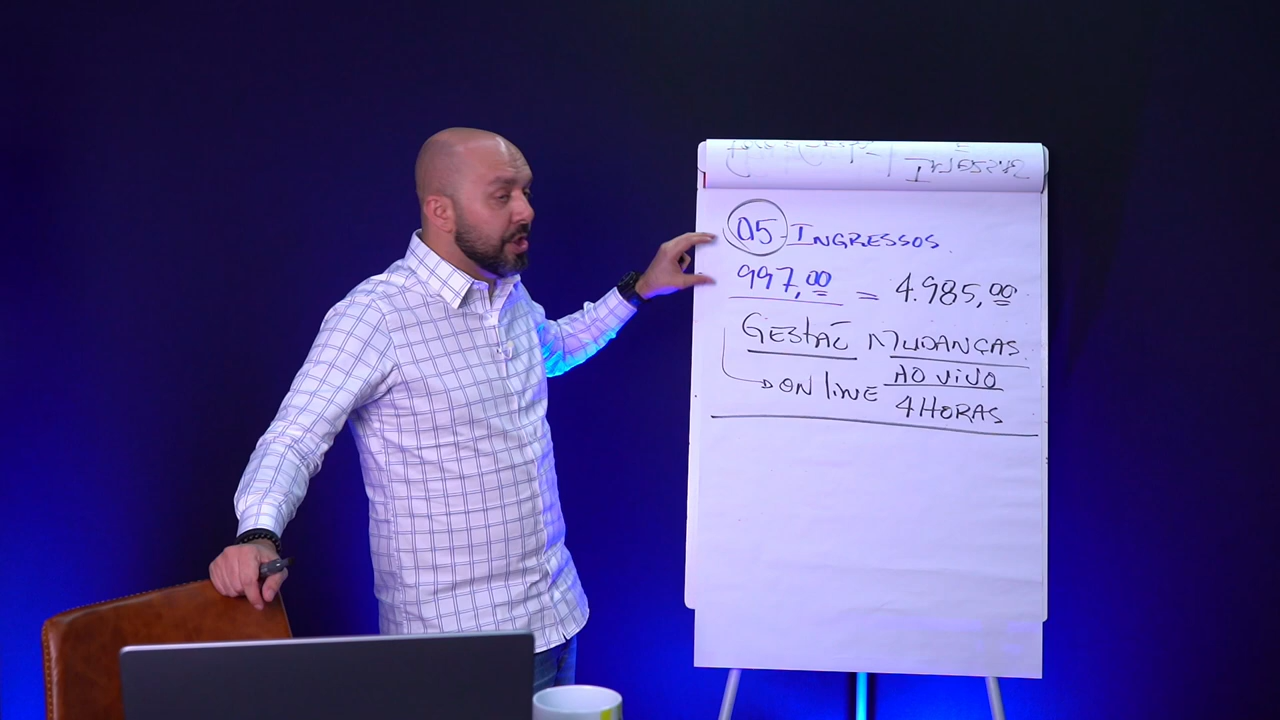 05 - INGRESSOS
997,00 = 4.985,00
GESTÃO MUDANÇAS
ON LINE AO VIVO
4 HORAS